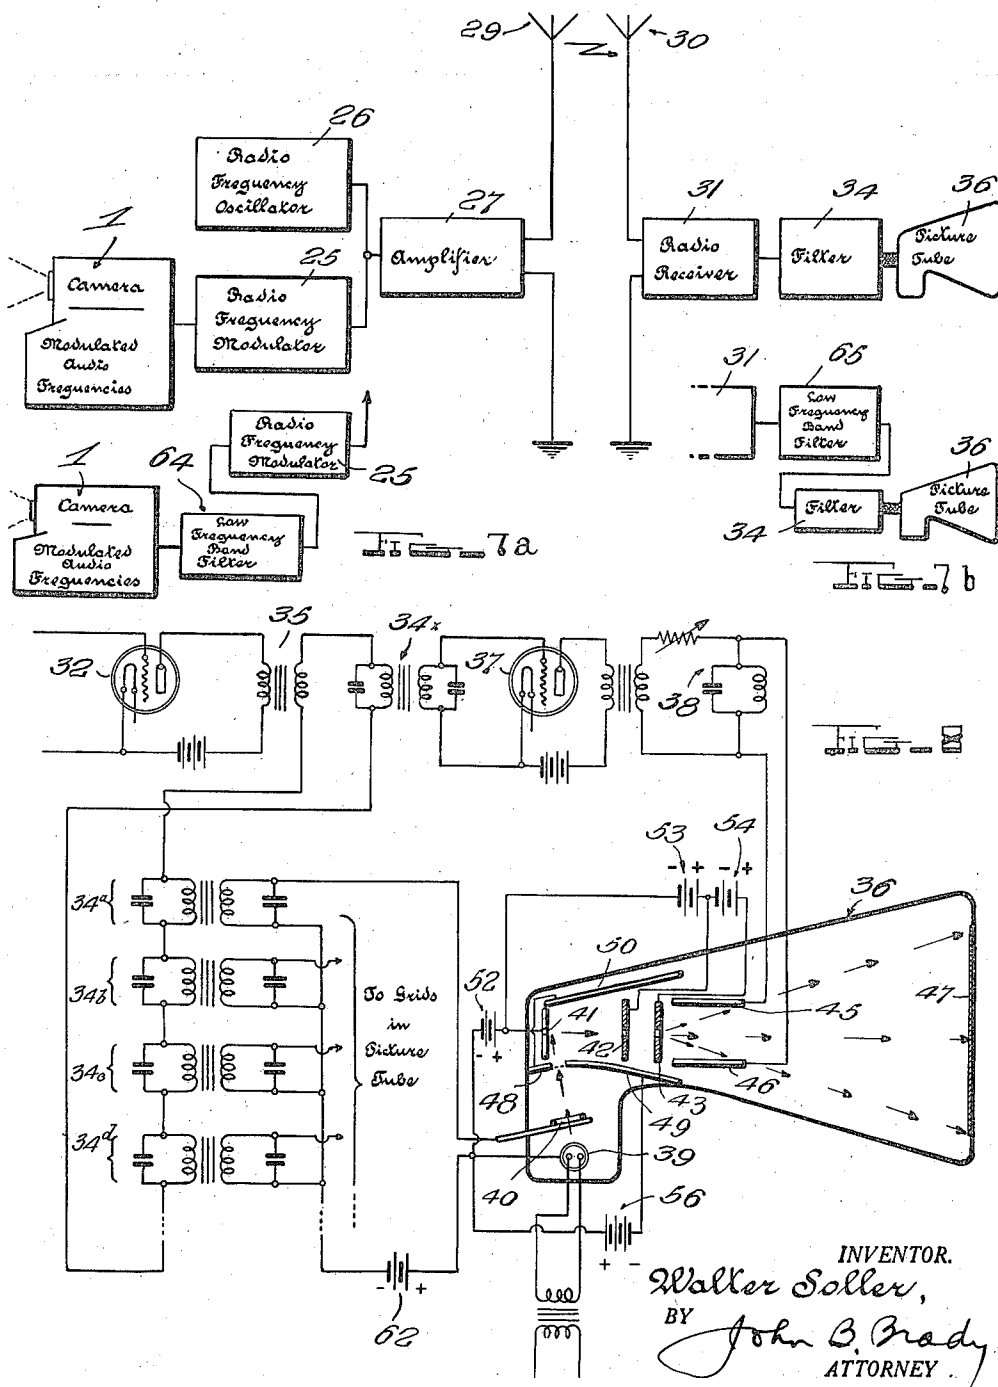 29
30
26
Radio
Frequency
Oscillator
27
Amplifier
31
Radio
Receiver
34
Filter
36
Picture
Tube
1
Camera
Modulated
Audio
Frequencies
25
Radio
Frequency
Modulator
31
65
Low
Frequency
Band
Filter
Radio
Frequency
Modulator
25
1
Camera
Modulated
Audio
Frequencies
64
Low
Frequency
Band
Filter
7a
34
Filter
36
Picture
Tube
7b
32
35
34x
37
38
8
53
54
- +
- +
34a
34b
34c
34d
To Grids
in
Picture
Tube
52
- +
50
36
41
42
45
47
48
49
43
46
40
39
56
+ -
- +
62
INVENTOR.
Walter Soller,
BY
John B. Brady
ATTORNEY